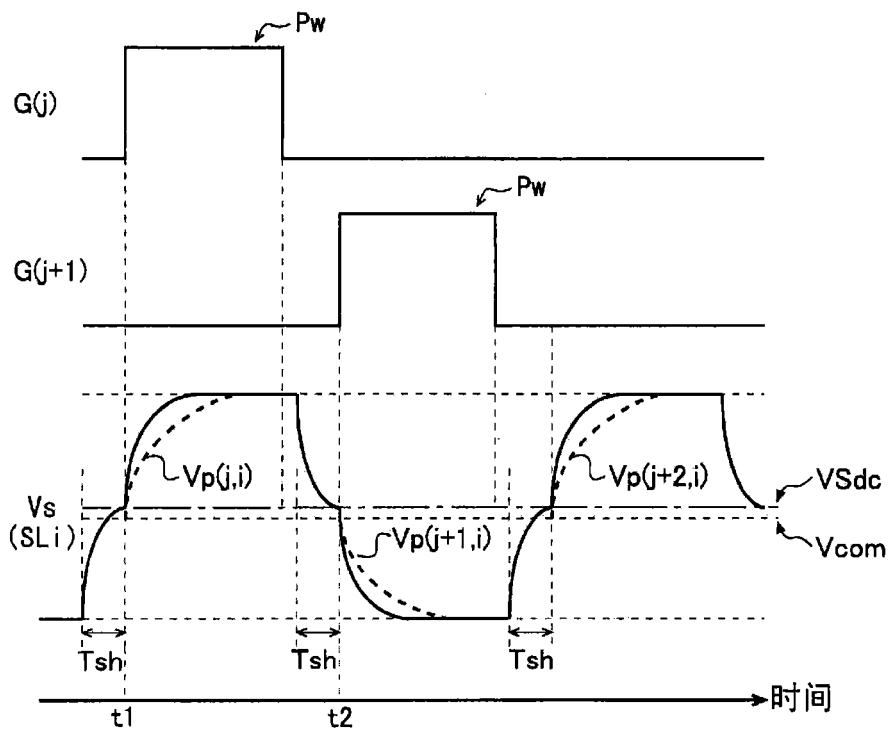 Pw
G(j)
Pw
G(j+1)
Vp(j,i)
Vp(j+2,i)
VSdc
Vs
(SLi)
Vp(j+1,i)
Vcom
Tsh
Tsh
Tsh
时间
t1
t2